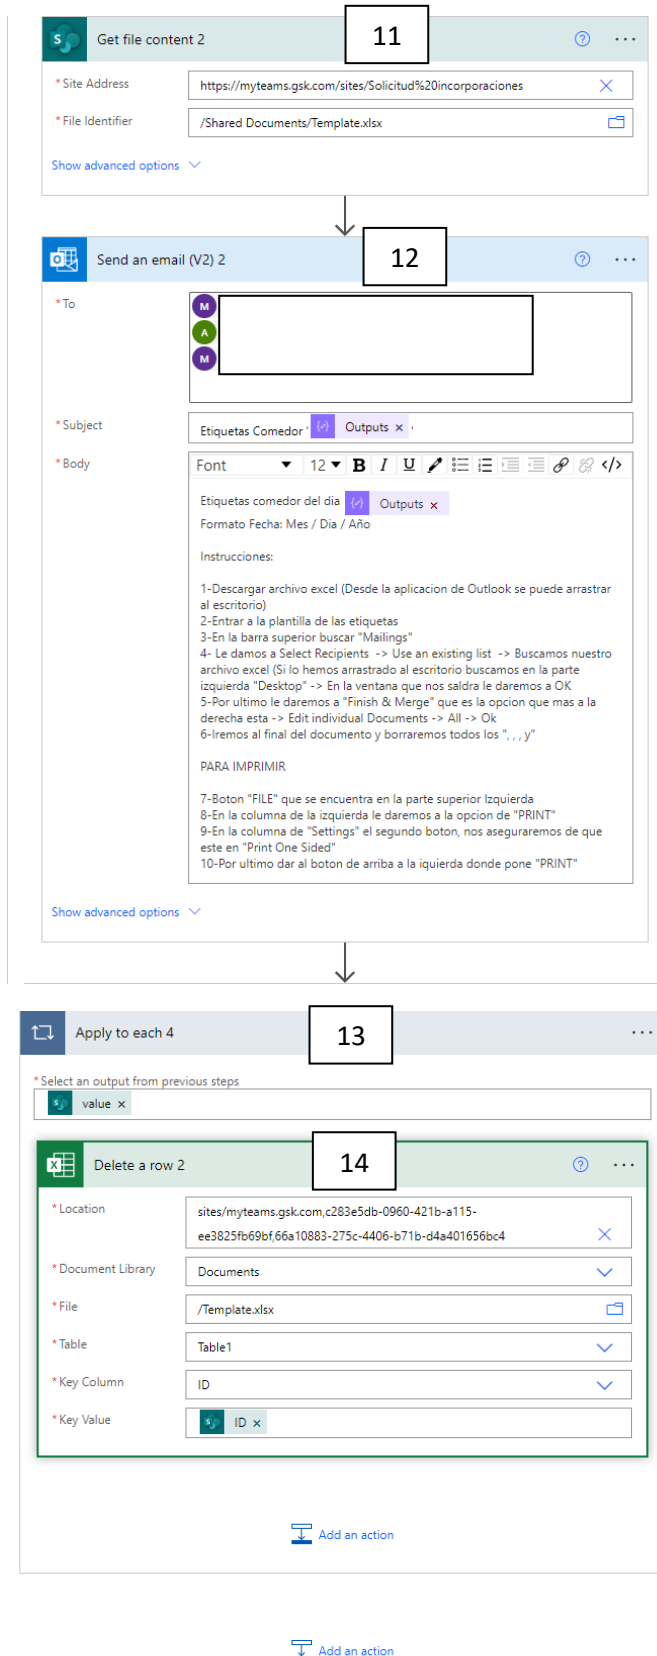 Get file content 2
11
* Site Address
https://myteams.gsk.com/sites/Solicitud%20incorporaciones
* File Identifier
/Shared Documents/Template.xlsx
Show advanced options
Send an email (V2) 2
12
* To
M
A
M
* Subject
Etiquetas Comedor ' Outputs × '
* Body
Font 12 B I U </>
Etiquetas comedor del dia Outputs ×
Formato Fecha: Mes / Dia / Año
Instrucciones:
1-Descargar archivo excel (Desde la aplicacion de Outlook se puede arrastrar
al escritorio)
2-Entrar a la plantilla de las etiquetas
3-En la barra superior buscar "Mailings"
4- Le damos a Select Recipients -> Use an existing list -> Buscamos nuestro
archivo excel (Si lo hemos arrastrado al escritorio buscamos en la parte
izquierda "Desktop" -> En la ventana que nos saldra le daremos a OK
5-Por ultimo le daremos a "Finish & Merge" que es la opcion que mas a la
derecha esta -> Edit individual Documents -> All -> Ok
6-Iremos al final del documento y borraremos todos los ", , , y"
PARA IMPRIMIR
7-Boton "FILE" que se encuentra en la parte superior Izquierda
8-En la columna de la izquierda le daremos a la opcion de "PRINT"
9-En la columna de "Settings" el segundo boton, nos aseguraremos de que
este en "Print One Sided"
10-Por ultimo dar al boton de arriba a la iquierda donde pone "PRINT"
Show advanced options
Apply to each 4
13
* Select an output from previous steps
value ×
Delete a row 2
14
* Location
sites/myteams.gsk.com,c283e5db-0960-421b-a115-
ee3825fb69bf,66a10883-275c-4406-b71b-d4a401656bc4
* Document Library
Documents
* File
/Template.xlsx
* Table
Table1
* Key Column
ID
* Key Value
ID ×
Add an action
Add an action